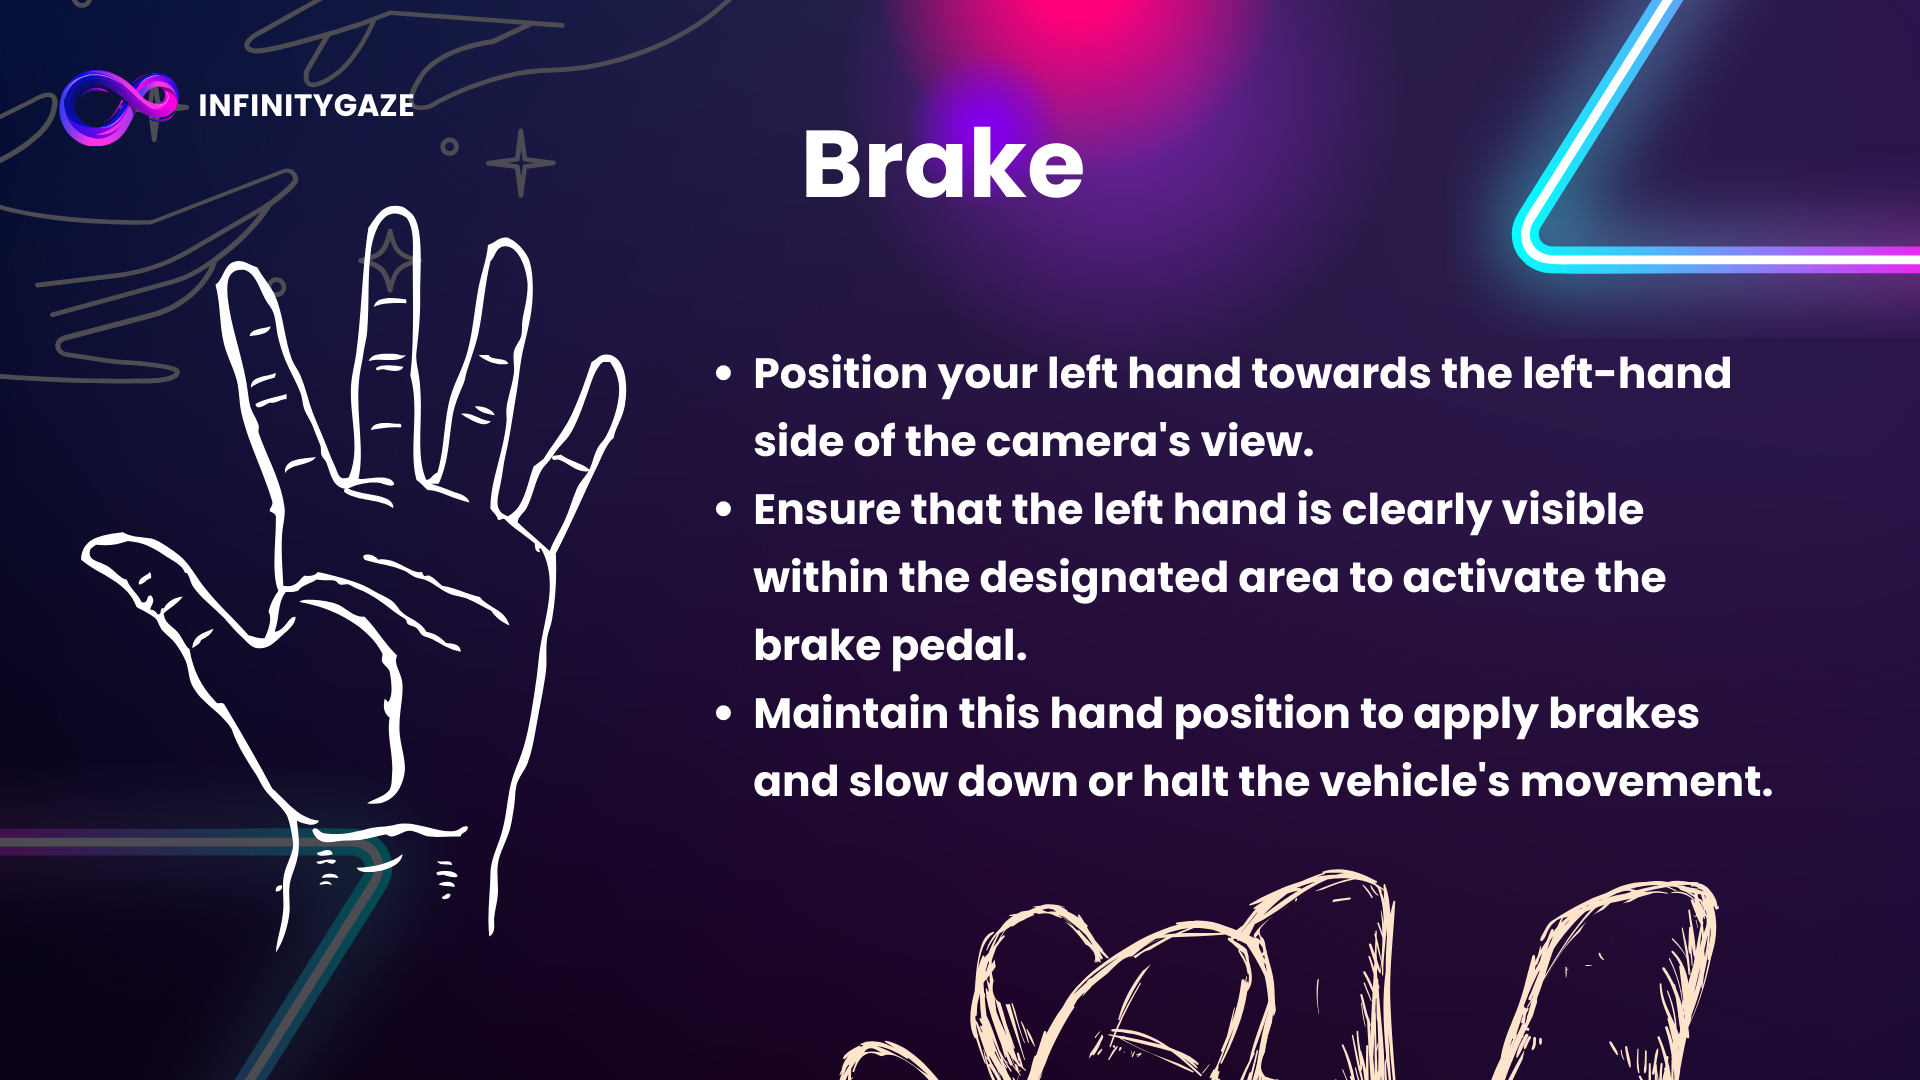 INFINITYGAZE
Brake
• Position your left hand towards the left-hand
side of the camera's view.
• Ensure that the left hand is clearly visible
within the designated area to activate the
brake pedal.
• Maintain this hand position to apply brakes
and slow down or halt the vehicle's movement.